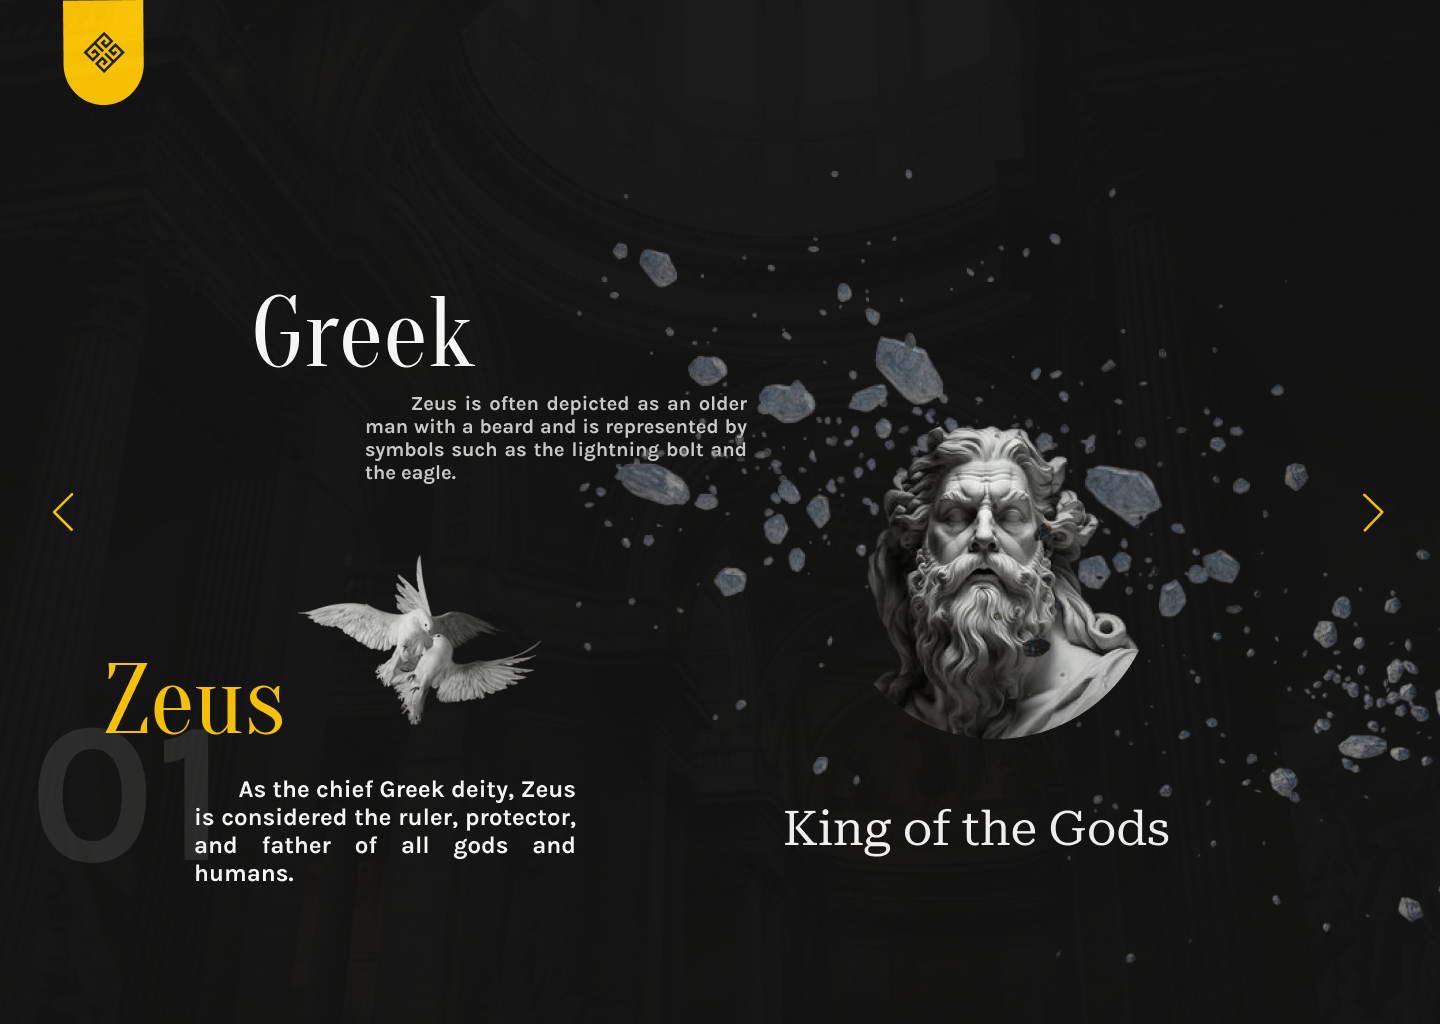 Greek
Zeus is often depicted as an older
man with a beard and is represented by
symbols such as the lightning bolt and
the eagle.
Zeus
01
As the chief Greek deity, Zeus
is considered the ruler, protector,
and father of all gods and
humans.
King of the Gods